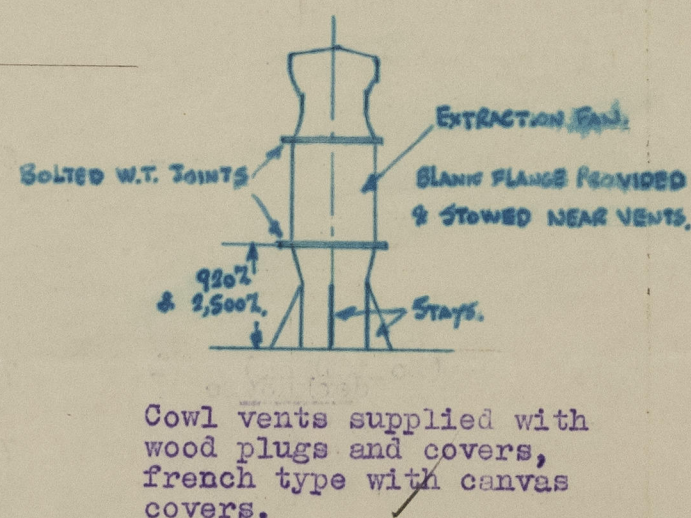 EXTRACTION FAN.
BOLTED W.T. JOINTS
BLANK FLANGE PROVIDED
& STOWED NEAR VENTS.
& 2,500%.
STAYS.
Cowl vents supplied with
wood plugs and covers,
french type with canvas
covers.